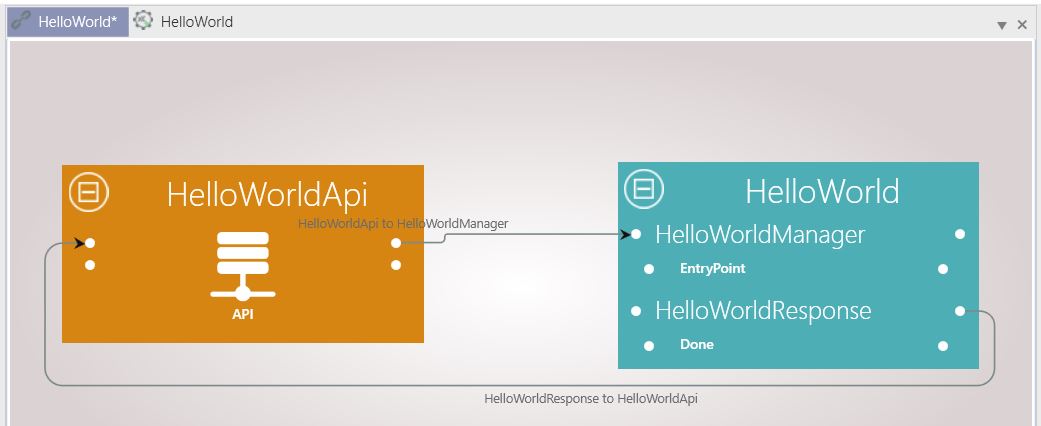 HelloWorld*
HelloWorld
HelloWorldApi
HelloWorld
HelloWorldApi to HelloWorldManager
HelloWorldManager
EntryPoint
API
HelloWorldResponse
Done
HelloWorldResponse to HelloWorldApi